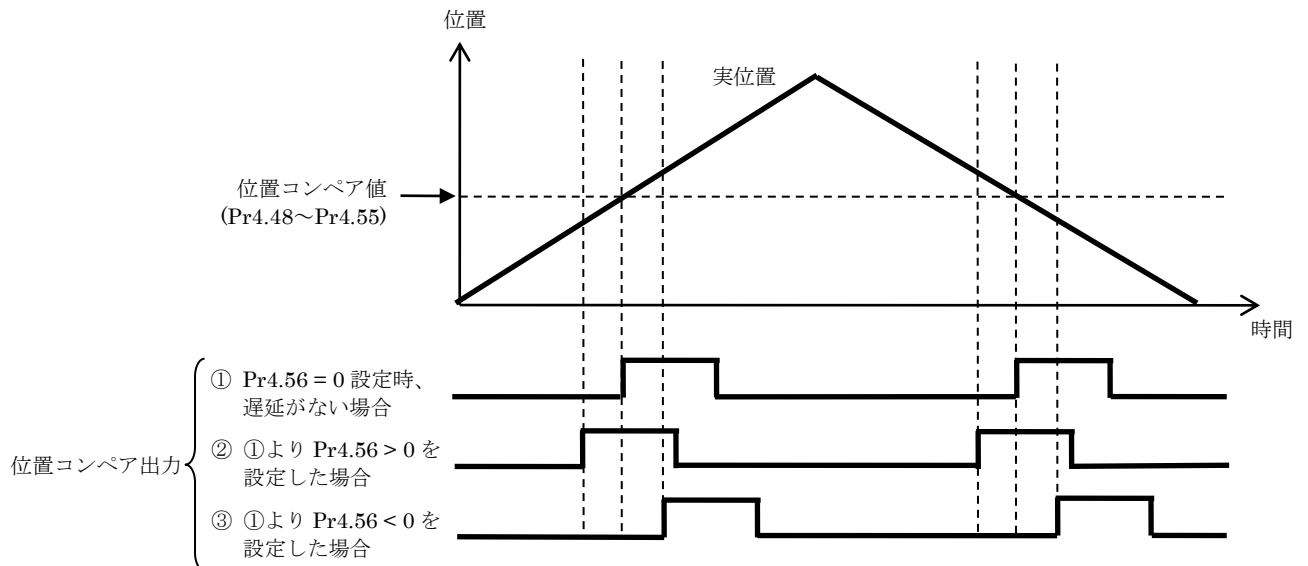 位置
実位置
位置コンペア値
(Pr4.48～Pr4.55)
時間
位置コンペア出力
① Pr4.56 = 0 設定時、
遅延がない場合
② ①より Pr4.56 > 0 を
設定した場合
③ ①より Pr4.56 < 0 を
設定した場合